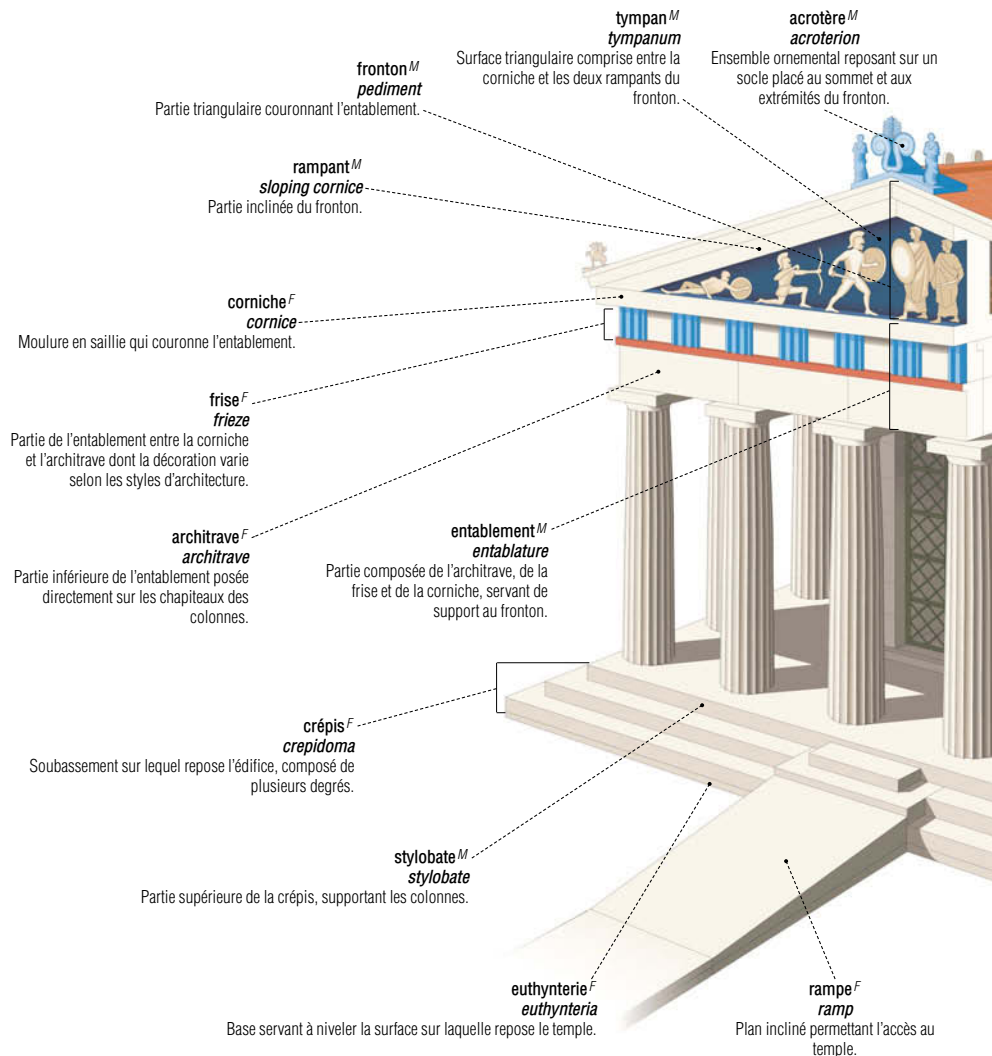 tympan M
tympanum
Surface triangulaire comprise entre la
corniche et les deux rampants du
fronton.
acrotère M
acroterion
Ensemble ornemental reposant sur un
socle placé au sommet et aux
extrémités du fronton.
fronton M
pediment
Partie triangulaire couronnant l’entablement.
rampant M
sloping cornice
Partie inclinée du fronton.
corniche F
cornice
Moulure en saillie qui couronne l’entablement.
frise F
frieze
Partie de l’entablement entre la corniche
et l’architrave dont la décoration varie
selon les styles d’architecture.
architrave F
architrave
Partie inférieure de l’entablement posée
directement sur les chapiteaux des
colonnes.
entablement M
entablature
Partie composée de l’architrave, de la
frise et de la corniche, servant de
support au fronton.
crépis F
crepidoma
Soubassement sur lequel repose l’édifice, composé de
plusieurs degrés.
stylobate M
stylobate
Partie supérieure de la crépis, supportant les colonnes.
euthynterie F
euthynteria
Base servant à niveler la surface sur laquelle repose le temple.
rampe F
ramp
Plan incliné permettant l’accès au
temple.